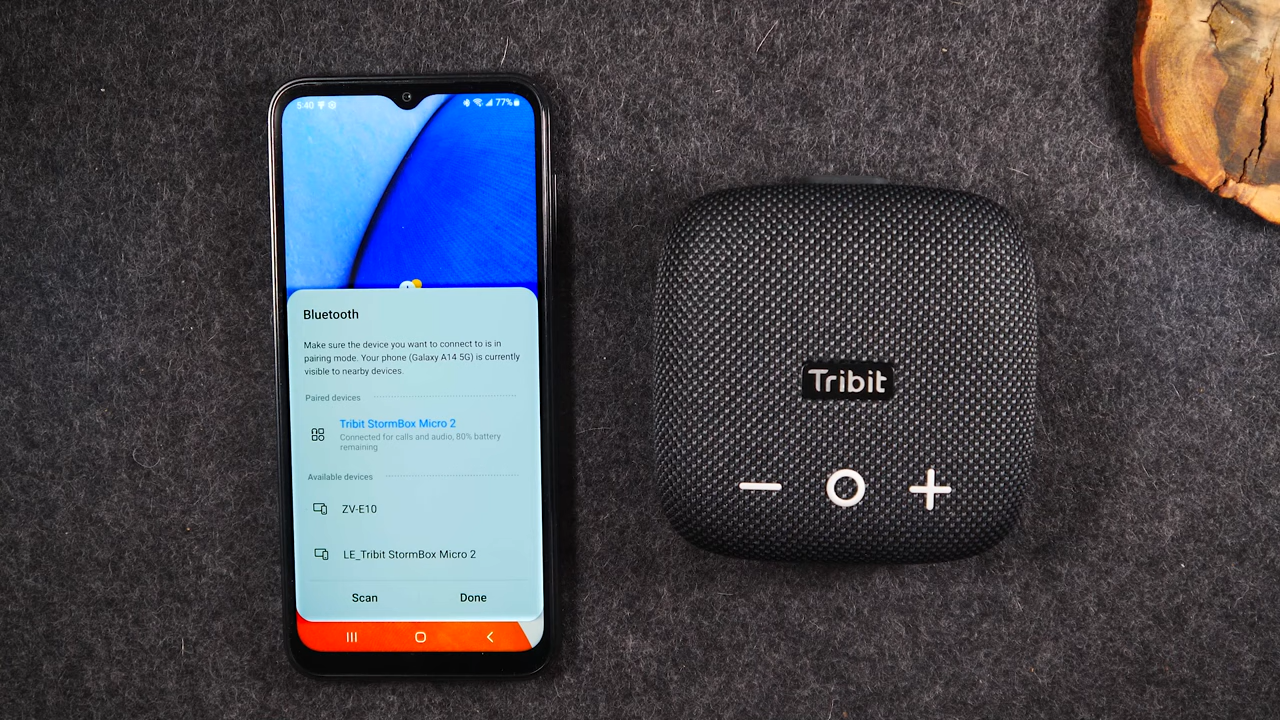 5:40
77%
Bluetooth
Make sure the device you want to connect to is in
pairing mode. Your phone (Galaxy A14 5G) is currently
visible to nearby devices.
Paired devices
Tribit StormBox Micro 2
Connected for calls and audio, 80% battery
remaining
Available devices
ZV-E10
LE_Tribit StormBox Micro 2
Scan Done
Tribit